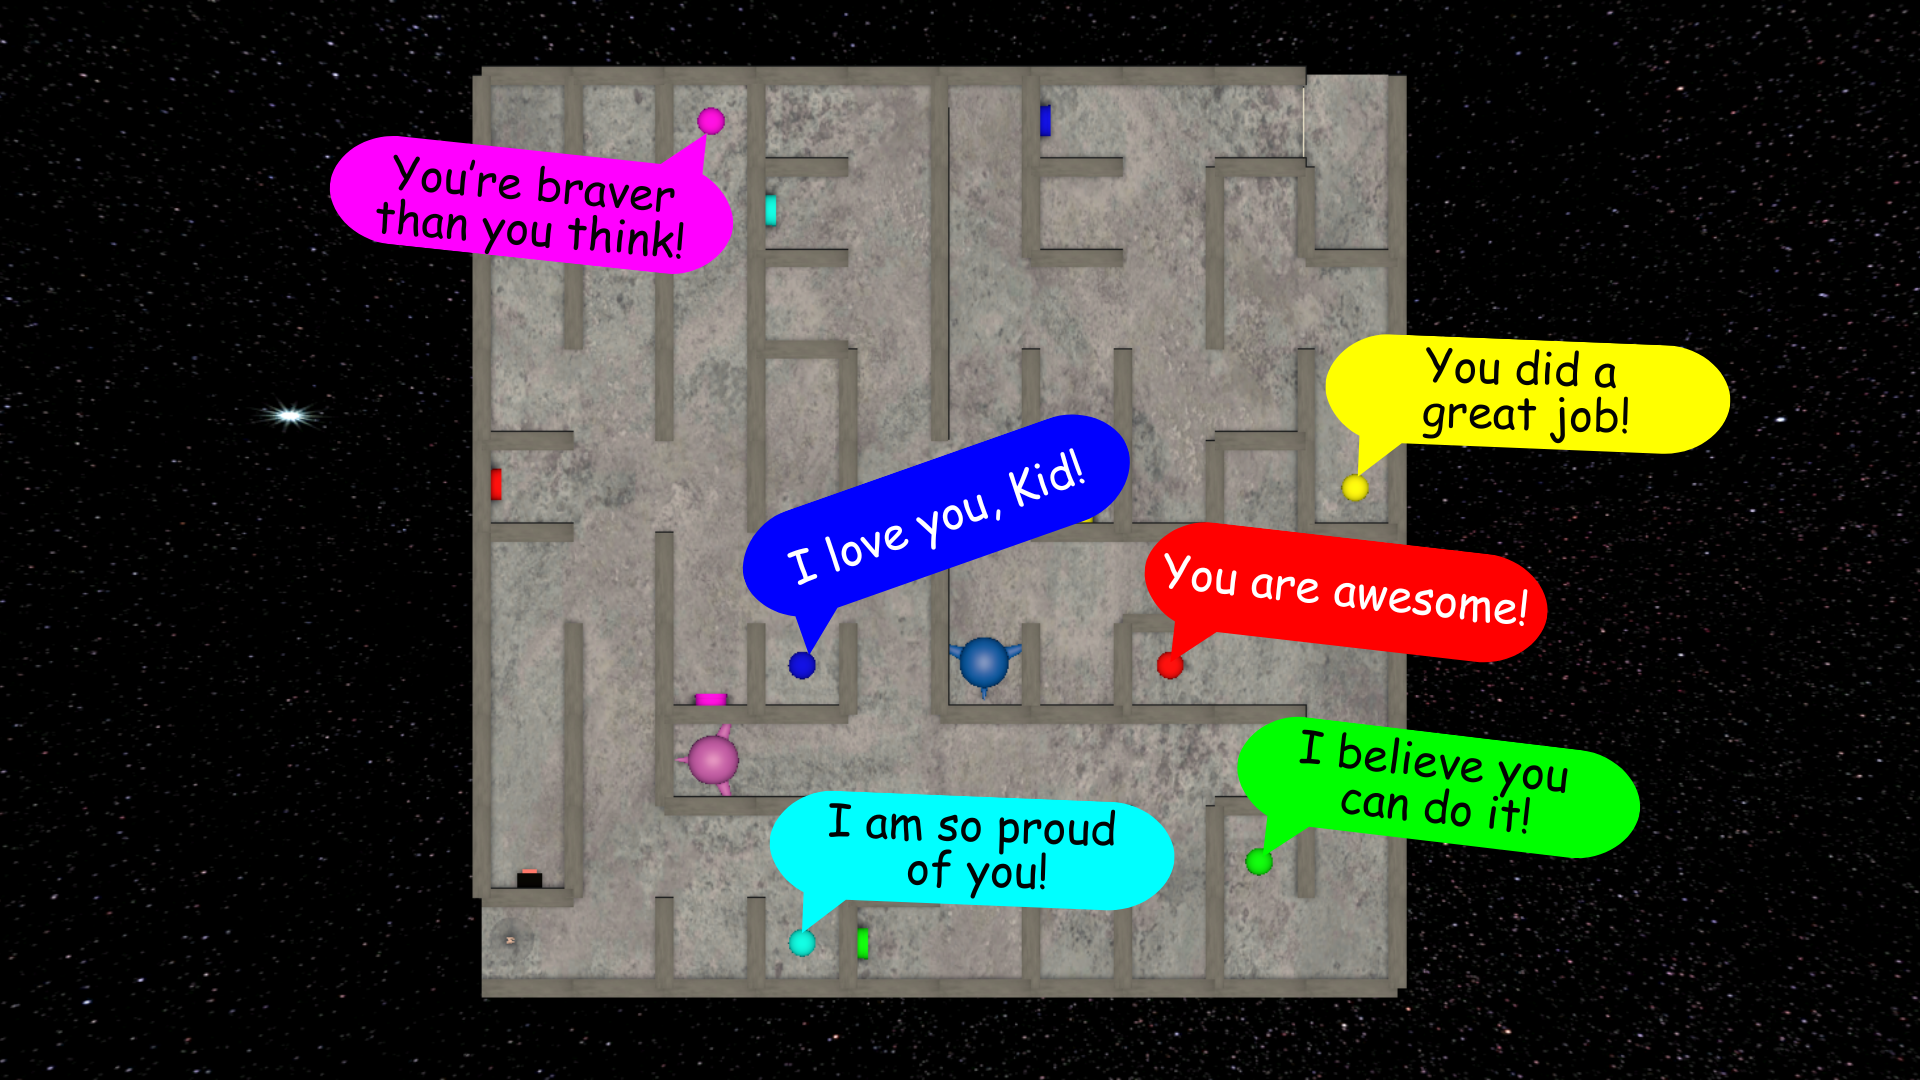 You're braver
than you think!
You did a
great job!
I love you, Kid!
You are awesome!
I believe you
can do it!
I am so proud
of you!